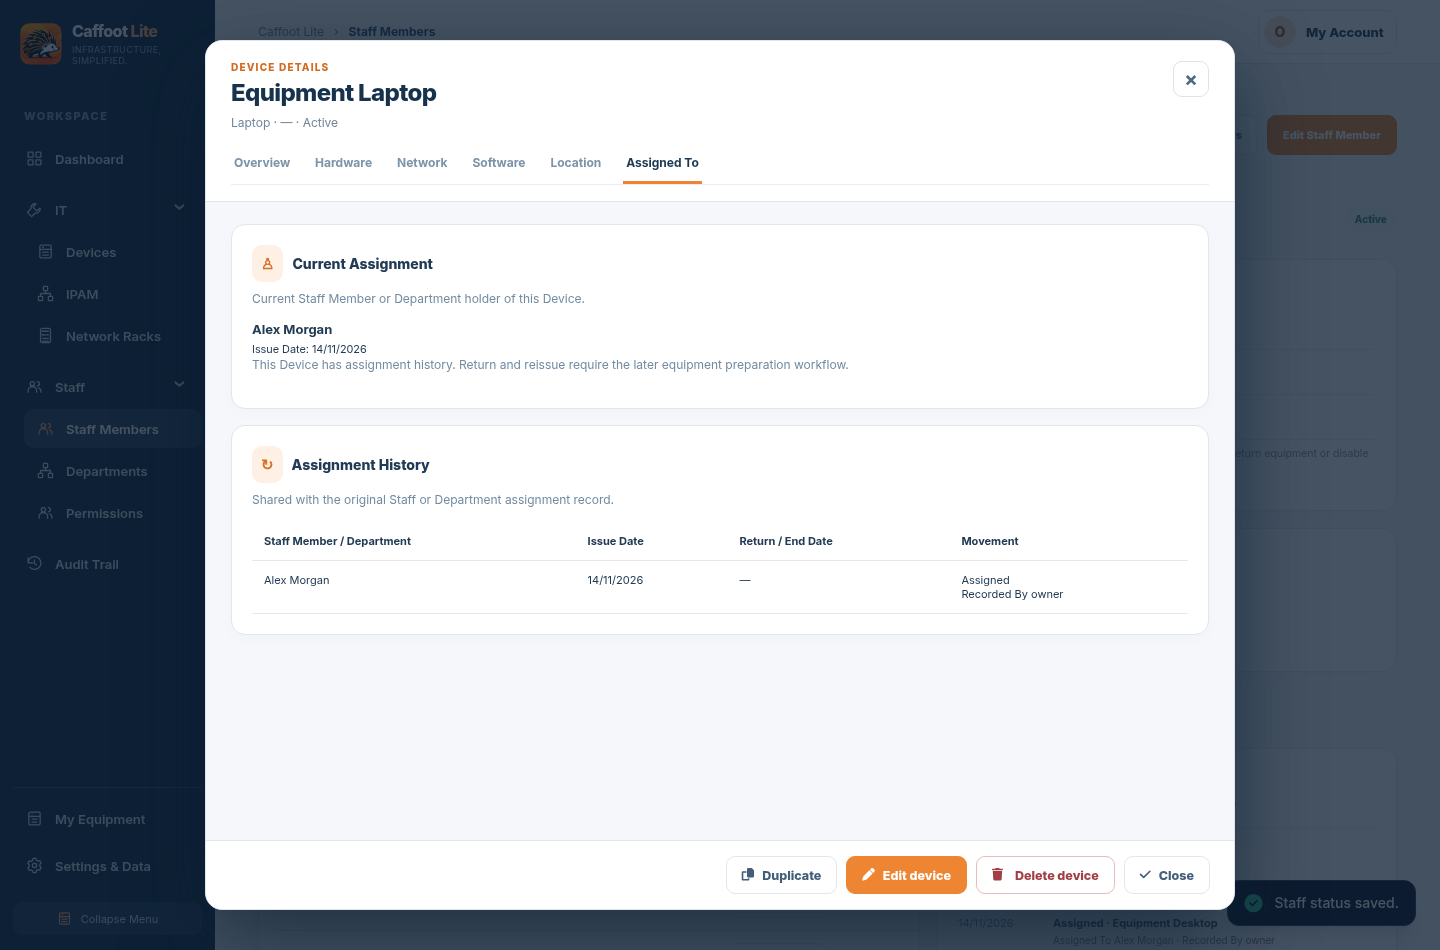 Caffoot Lite
INFRASTRUCTURE,
SIMPLIFIED.
WORKSPACE
Dashboard
IT
Devices
IPAM
Network Racks
Staff
Staff Members
Departments
Permissions
Audit Trail
My Equipment
Settings & Data
Collapse Menu
Caffoot Lite › Staff Members
O My Account
Edit Staff Member
Active
eturn equipment or disable
DEVICE DETAILS
Equipment Laptop
Laptop · — · Active
Overview Hardware Network Software Location Assigned To
Current Assignment
Current Staff Member or Department holder of this Device.
Alex Morgan
Issue Date: 14/11/2026
This Device has assignment history. Return and reissue require the later equipment preparation workflow.
Assignment History
Shared with the original Staff or Department assignment record.
Staff Member / Department Issue Date Return / End Date Movement
Alex Morgan 14/11/2026 — Assigned
Recorded By owner
Duplicate Edit device Delete device Close
Staff status saved.
14/11/2026 Assigned · Equipment Desktop
Assigned To Alex Morgan · Recorded By owner